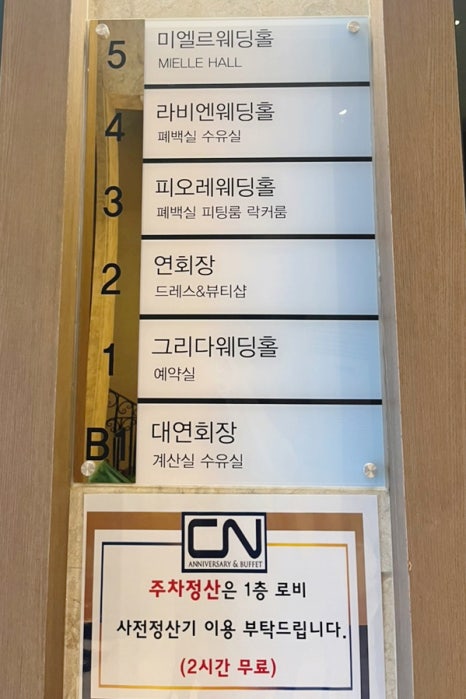 5
미엘르웨딩홀
MIELLE HALL
4
라비엔웨딩홀
폐백실 수유실
3
피오레웨딩홀
폐백실 피팅룸 락커룸
2
연회장
드레스&뷰티샵
1
그리다웨딩홀
예약실
B1
대연회장
계산실 수유실
CN
ANNIVERSARY & BUFFET
주차정산은 1층 로비
사전정산기 이용 부탁드립니다.
(2시간 무료)